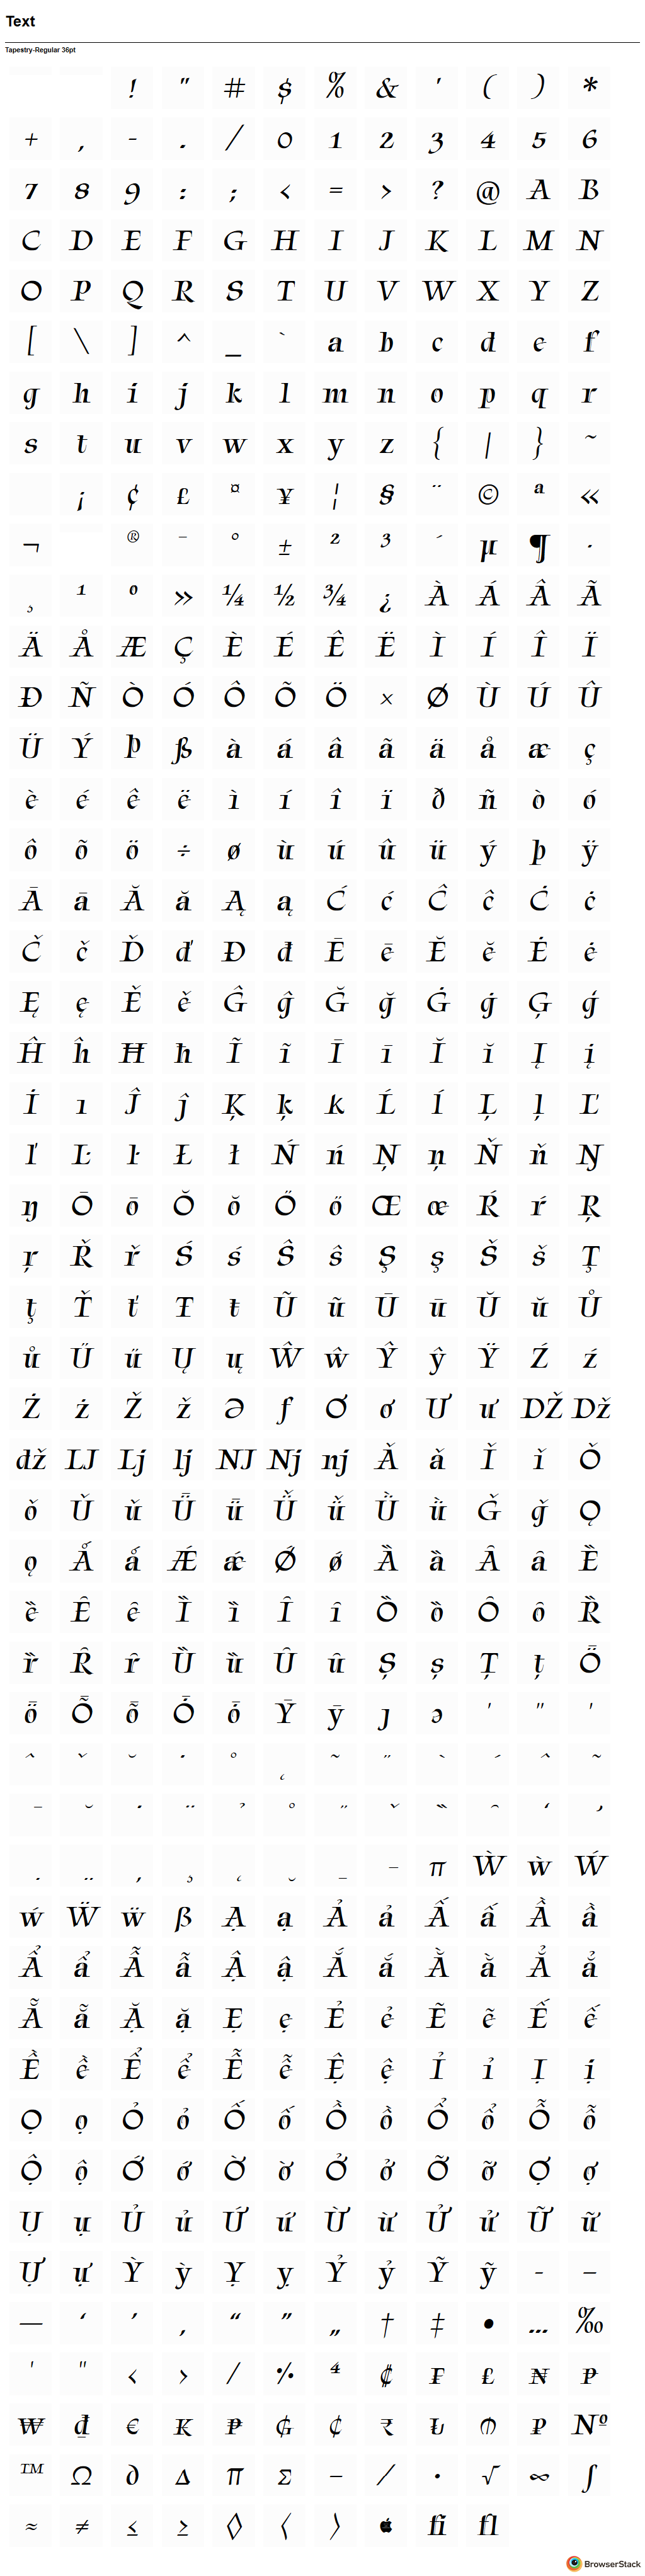 Text
Tapestry-Regular 36pt
! " # $ % & ' ( ) *
+ , - . / 0 1 2 3 4 5 6
7 8 9 : ; < = > ? @ A B
C D E F G H I J K L M N
O P Q R S T U V W X Y Z
[ \ ] ^ _ ` a b c d e f
g h i j k l m n o p q r
s t u v w x y z { | } ~
¡ ¢ £ ¤ ¥ ¦ § ¨ © ª «
¬ ® ¯ ° ± ² ³ ´ µ ¶ ·
¸ ¹ º » ¼ ½ ¾ ¿ À Á Â Ã
Ä Å Æ Ç È É Ê Ë Ì Í Î Ï
Ð Ñ Ò Ó Ô Õ Ö × Ø Ù Ú Û
Ü Ý Þ ß à á â ã ä å æ ç
è é ê ë ì í î ï ð ñ ò ó
ô õ ö ÷ ø ù ú û ü ý þ ÿ
Ā ā Ă ă Ą ą Ć ć Ĉ ĉ Ċ ċ
Č č Ď ď Đ đ Ē ē Ĕ ĕ Ė ė
Ę ę Ě ě Ĝ ĝ Ğ ğ Ġ ġ Ģ ģ
Ĥ ĥ Ħ ħ Ĩ ĩ Ī ī Ĭ ĭ Į į
İ ı Ĵ ĵ Ķ ķ ĸ Ĺ ĺ Ļ ļ Ľ
ľ Ŀ ŀ Ł ł Ń ń Ņ ņ Ň ň Ŋ
ŋ Ō ō Ŏ ŏ Ő ő Œ œ Ŕ ŕ Ŗ
ŗ Ř ř Ś ś Ŝ ŝ Ş ş Š š Ţ
ţ Ť ť Ŧ ŧ Ũ ũ Ū ū Ŭ ŭ Ů
ů Ű ű Ų ų Ŵ ŵ Ŷ ŷ Ÿ Ź ź
Ż ż Ž ž Ə ƒ Ơ ơ Ư ư Ǆ ǅ
ǆ Ǉ ǈ ǉ Ǌ ǋ ǌ Ǎ ǎ Ǐ ǐ Ǒ
ǒ Ǔ ǔ Ǖ ǖ Ǚ ǚ Ǜ ǜ Ǧ ǧ Ǫ
ǫ Ǻ ǻ Ǽ ǽ Ǿ ǿ Ȁ ȁ Ȃ ȃ Ȅ
ȅ Ȇ ȇ Ȉ ȉ Ȋ ȋ Ȍ ȍ Ȏ ȏ Ȑ
ȑ Ȓ ȓ Ȕ ȕ Ȗ ȗ Ș ș Ț ț Ȫ
ȫ Ȭ ȭ Ȱ ȱ Ȳ ȳ ȷ ə ʹ ʺ ʼ
ˆ ˇ ˘ ˙ ˚ ˛ ˜ ˝ ̀ ́ ̂ ̃
̄ ̆ ̇ ̈ ̉ ̊ ̋ ̌ ̏ ̑ ̒ ̛
̣ ̤ ̦ ̧ ̨ ̮ ̱ ̵ π Ẁ ẁ Ẃ
ẃ Ẅ ẅ ẞ Ạ ạ Ả ả Ấ ấ Ầ ầ
Ẩ ẩ Ẫ ẫ Ậ ậ Ắ ắ Ằ ằ Ẳ ẳ
Ẵ ẵ Ặ ặ Ẹ ẹ Ẻ ẻ Ẽ ẽ Ế ế
Ề ề Ể ể Ễ ễ Ệ ệ Ỉ ỉ Ị ị
Ọ ọ Ỏ ỏ Ố ố Ồ ồ Ổ ổ Ỗ ỗ
Ộ ộ Ớ ớ Ờ ờ Ở ở Ỡ ỡ Ợ ợ
Ụ ụ Ủ ủ Ứ ứ Ừ ừ Ử ử Ữ ữ
Ự ự Ỳ ỳ Ỵ ỵ Ỷ ỷ Ỹ ỹ ‐ –
— ‘ ’ ‚ “ ” „ † ‡ • … ‰
′ ″ ‹ › ⁄ ⁒ ⁴ ₡ ₣ ₤ ₦ ₱
₩ ₫ € ₭ ₱ ₲ ₵ ₹ ₺ ₼ ₽ №
™ Ω ∂ ∆ ∏ ∑ − ∕ ∙ √ ∞ ∫
≈ ≠ ≤ ≥ ◊ 〈 〉  fi fl
BrowserStack